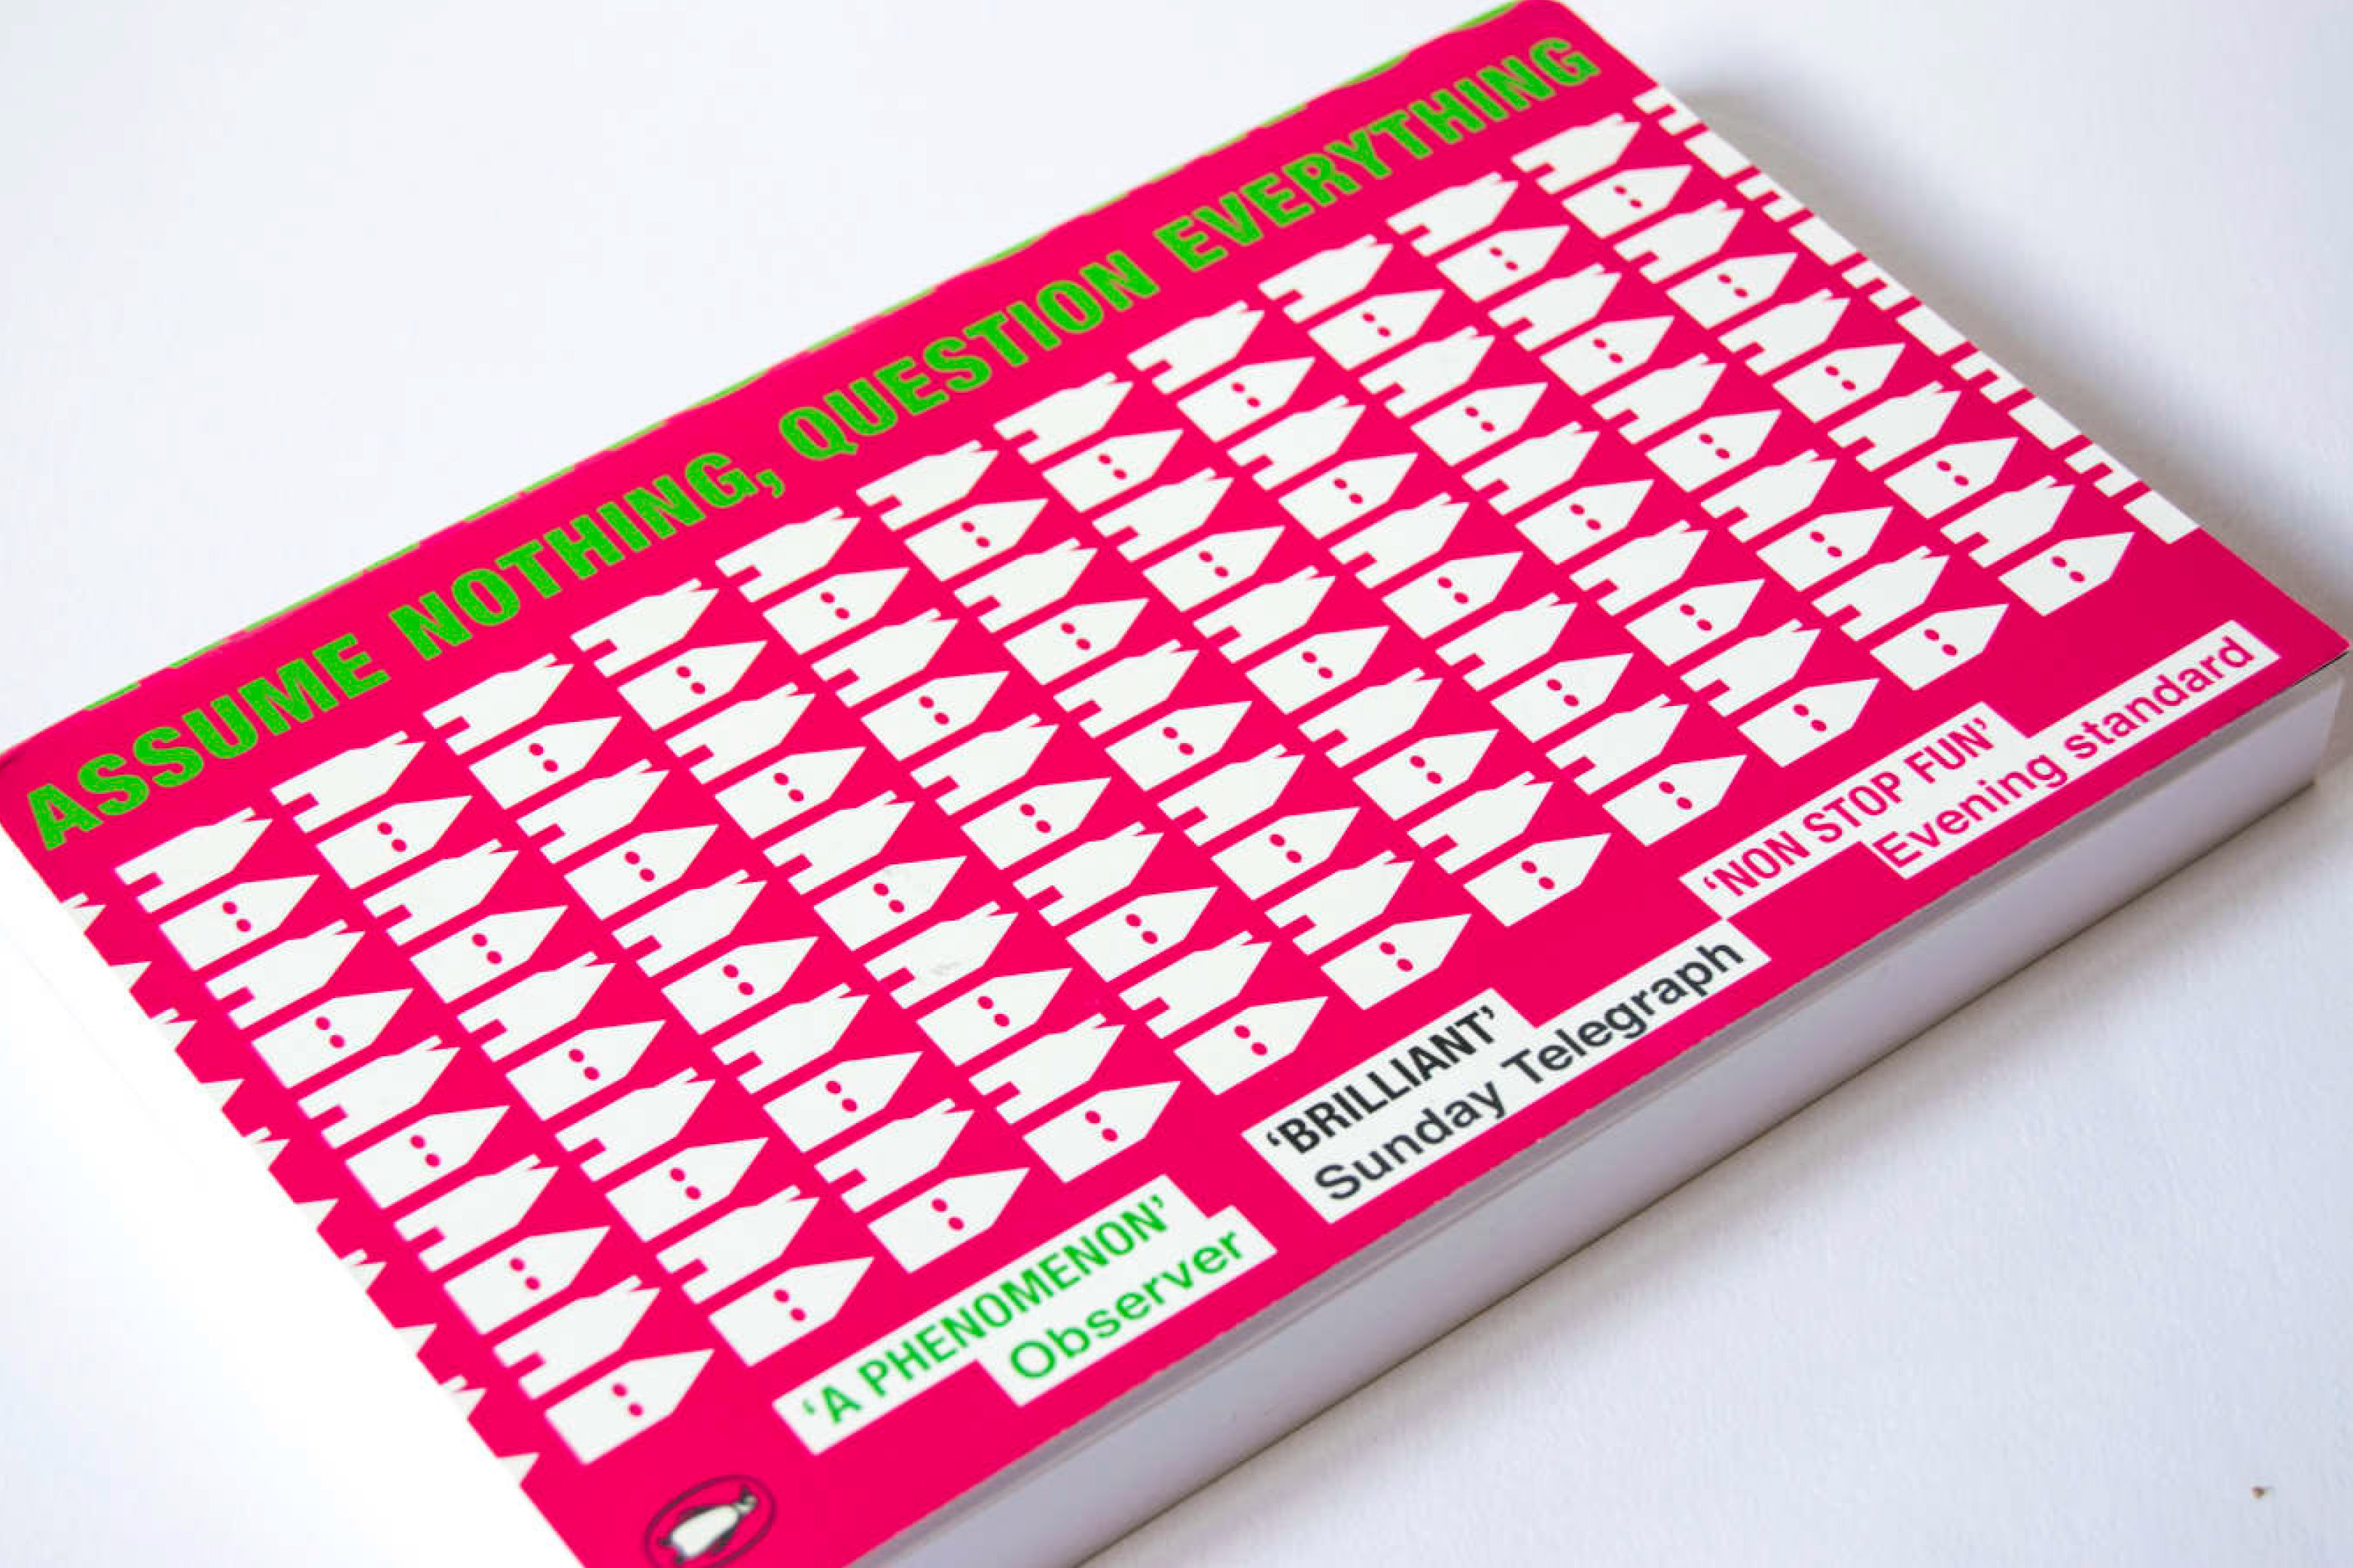 ASSUME NOTHING, QUESTION EVERYTHING
‘A PHENOMENON’
Observer
‘BRILLIANT’
Sunday Telegraph
‘NON STOP FUN’
Evening standard